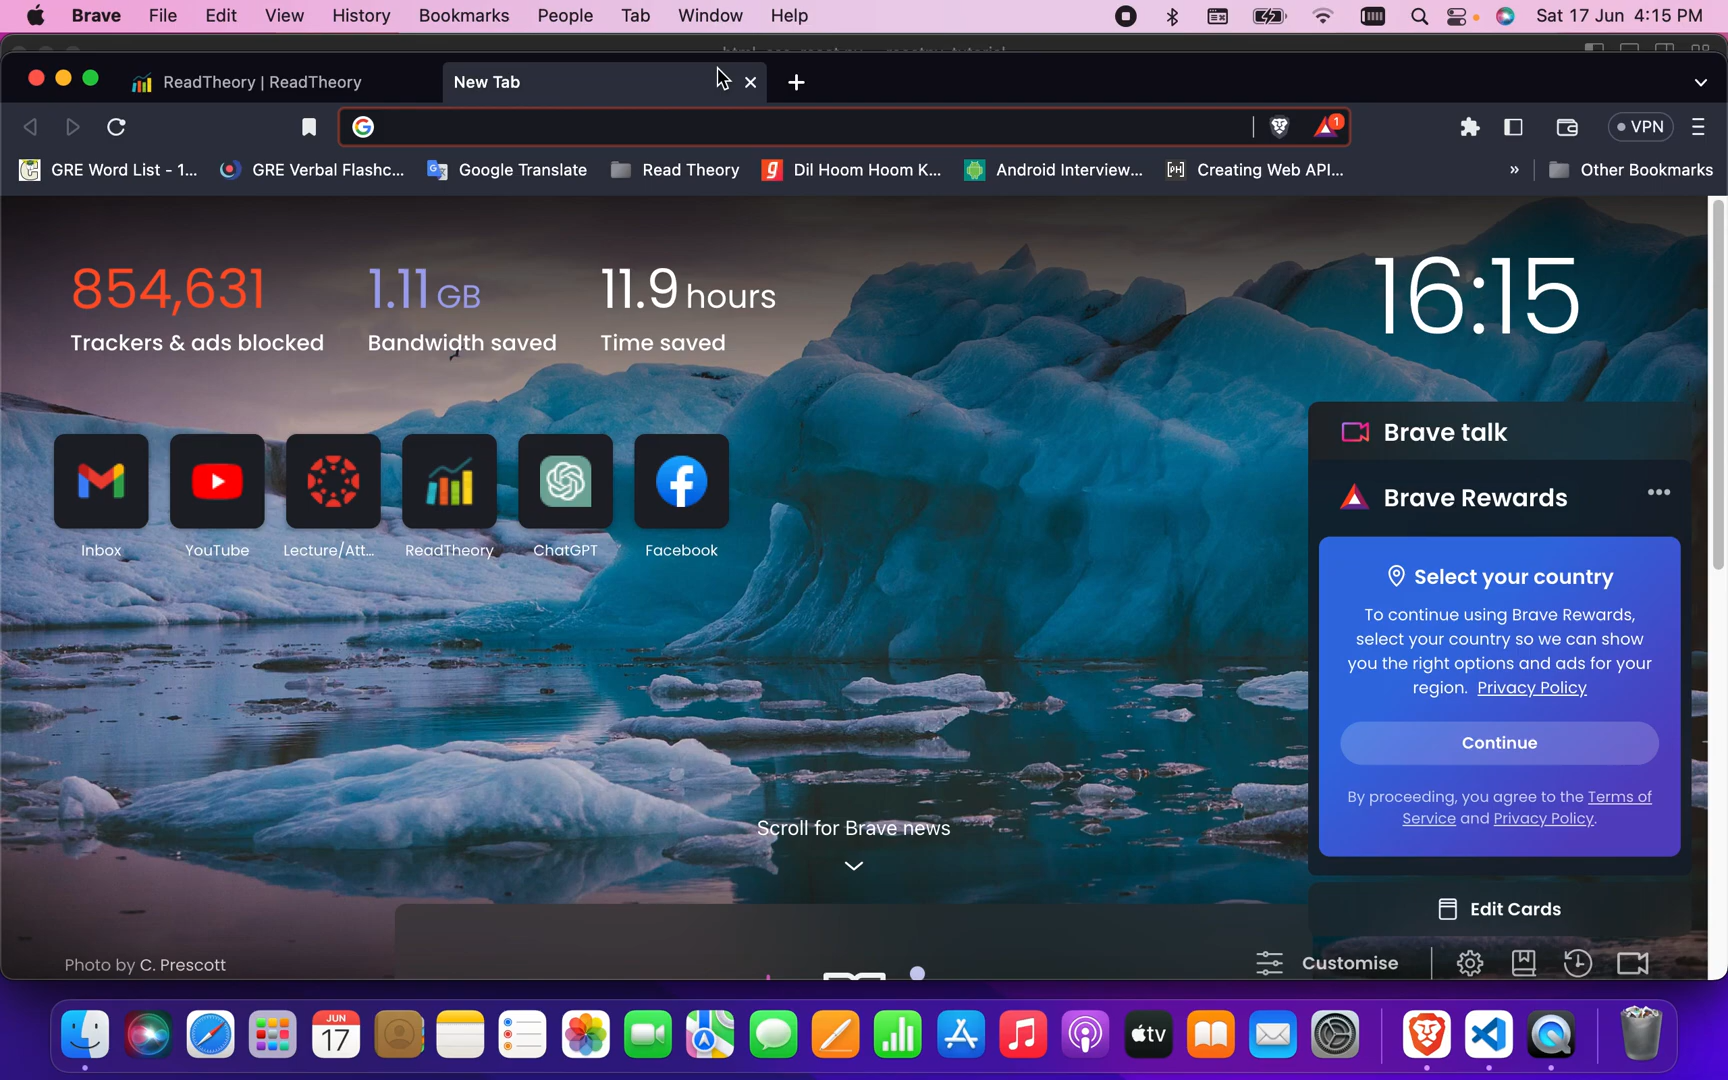 Brave File Edit View History Bookmarks People Tab Window Help Sat 17 Jun 4:15 PM
ReadTheory | ReadTheory New Tab
1 VPN
GRE Word List - 1... GRE Verbal Flashc... Google Translate Read Theory Dil Hoom Hoom K... Android Interview... Creating Web API... » Other Bookmarks
854,631 1.11 GB 11.9 hours
Trackers & ads blocked Bandwidth saved Time saved
16:15
Inbox YouTube Lecture/Att... ReadTheory ChatGPT Facebook
Brave talk
Brave Rewards
Select your country
To continue using Brave Rewards,
select your country so we can show
you the right options and ads for your
region. Privacy Policy
Continue
By proceeding, you agree to the Terms of
Service and Privacy Policy.
Scroll for Brave news
Edit Cards
Photo by C. Prescott
Customise
JUN
17
tv